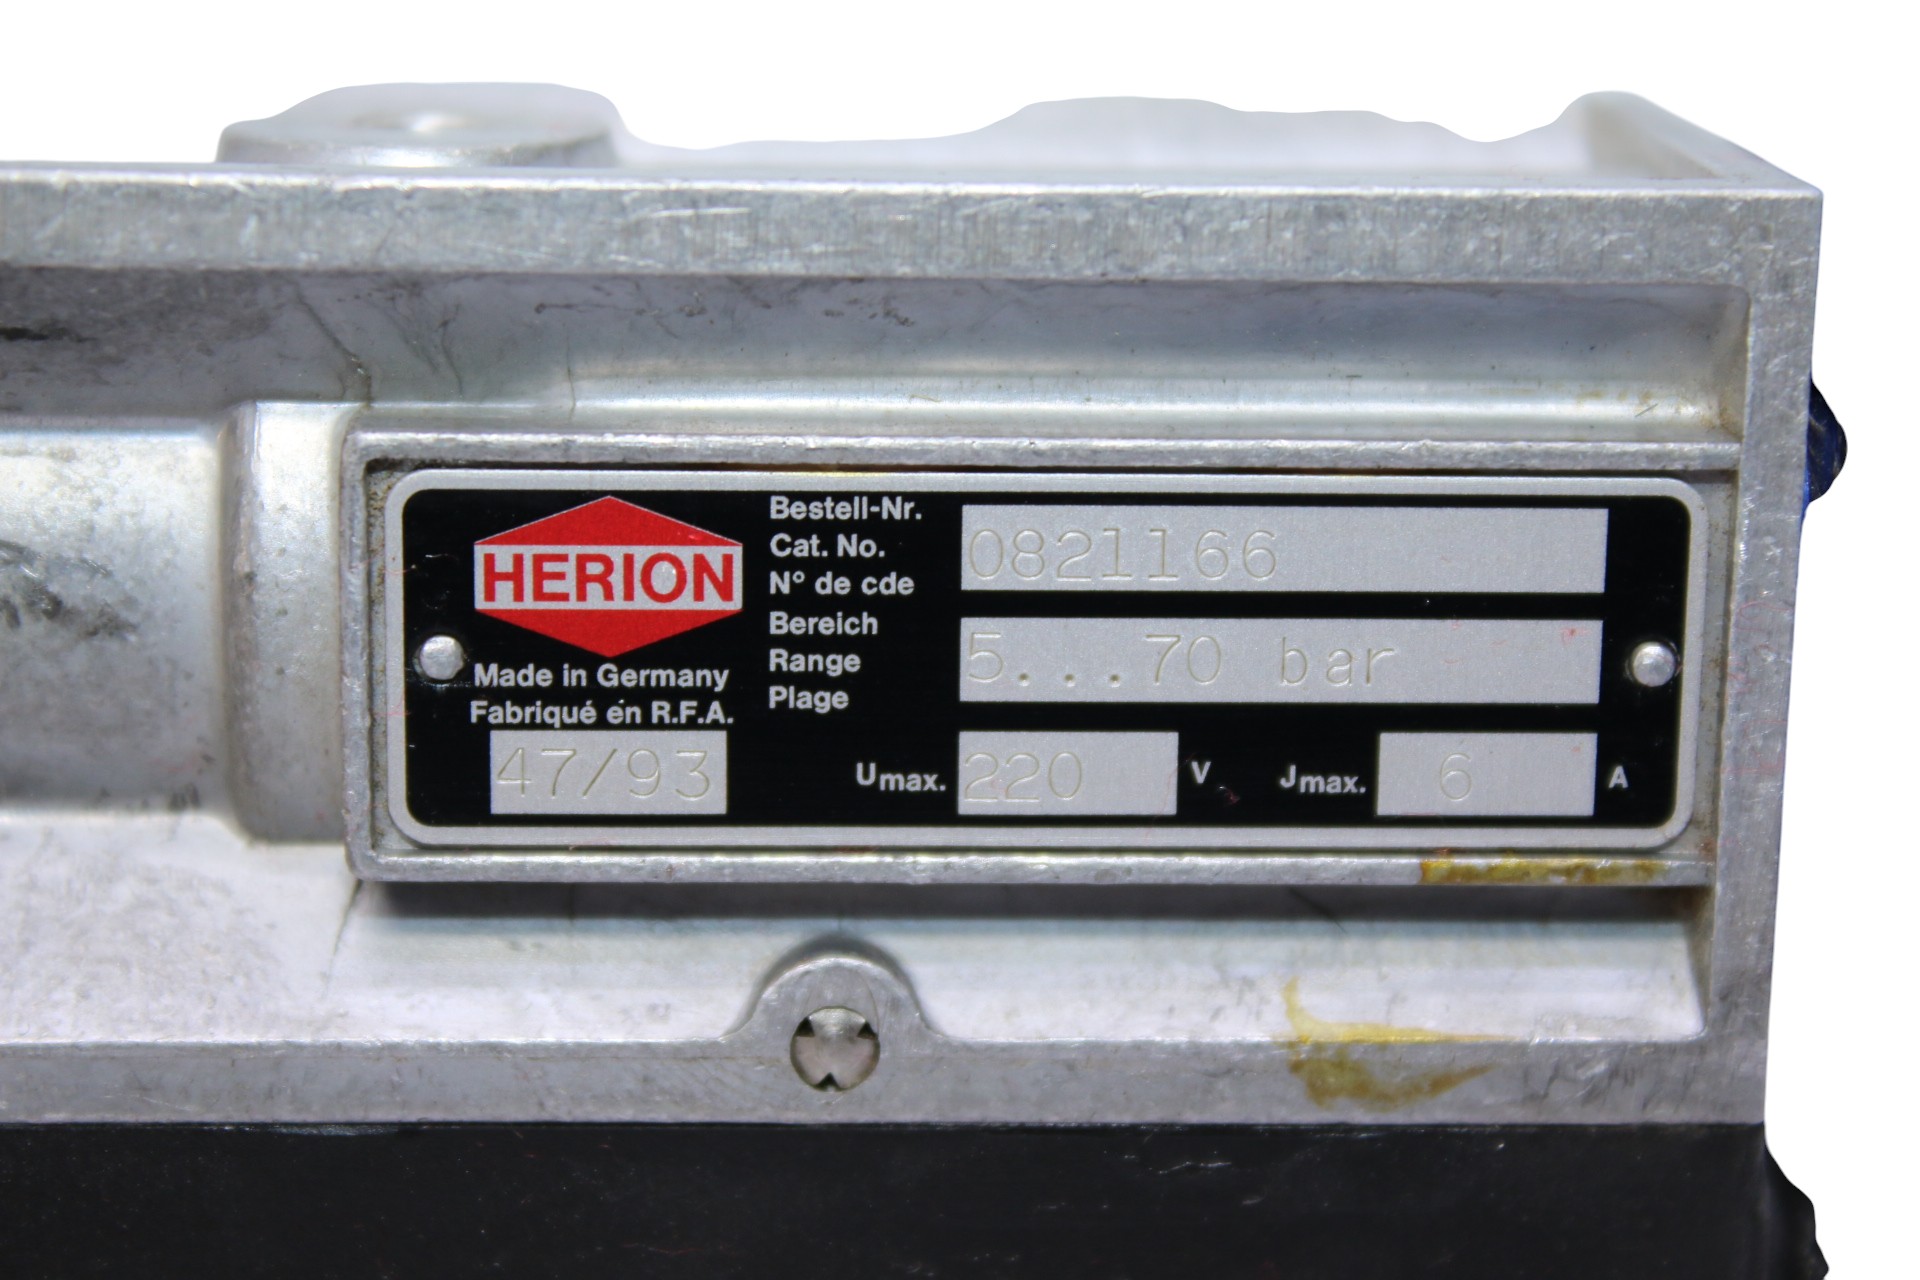 HERION
Made in Germany
Fabriqué en R.F.A.
47/93
Bestell-Nr.
Cat. No.
N° de cde
0821166
Bereich
Range
Plage
5...70 bar
Umax. 220 V
Jmax. 6 A